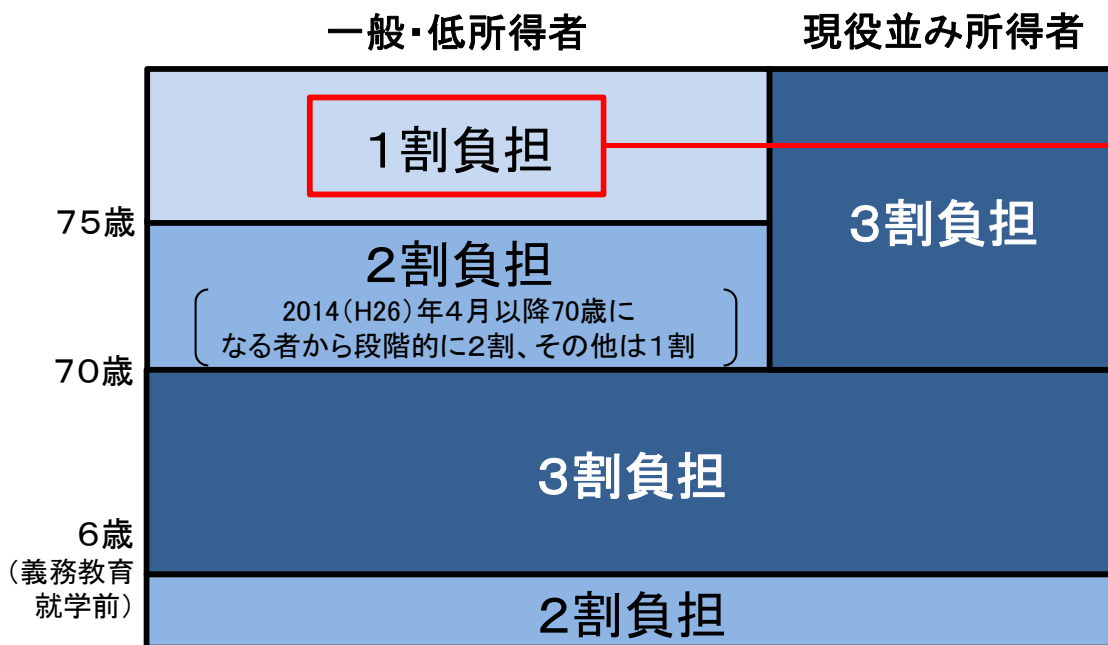 一般・低所得者
現役並み所得者
1割負担
75歳
3割負担
2割負担
2014(H26)年4月以降70歳に
なる者から段階的に2割、その他は1割
70歳
3割負担
6歳
(義務教育
就学前)
2割負担